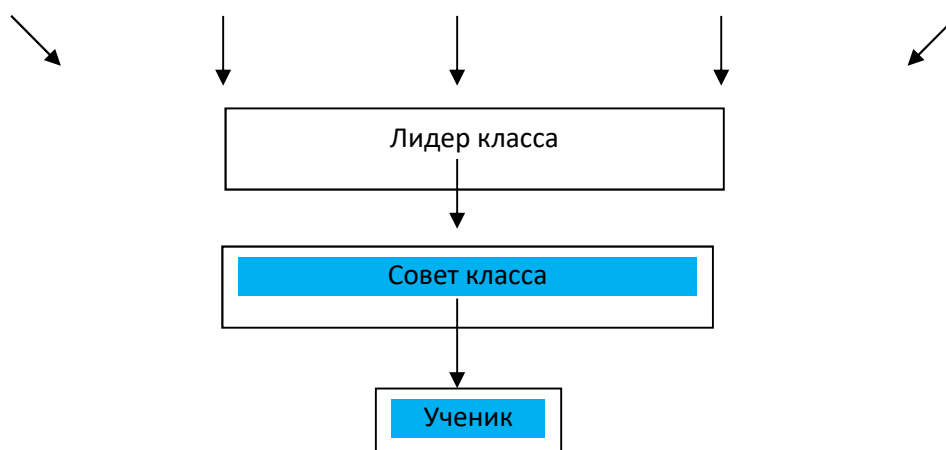 Лидер класса
Совет класса
Ученик